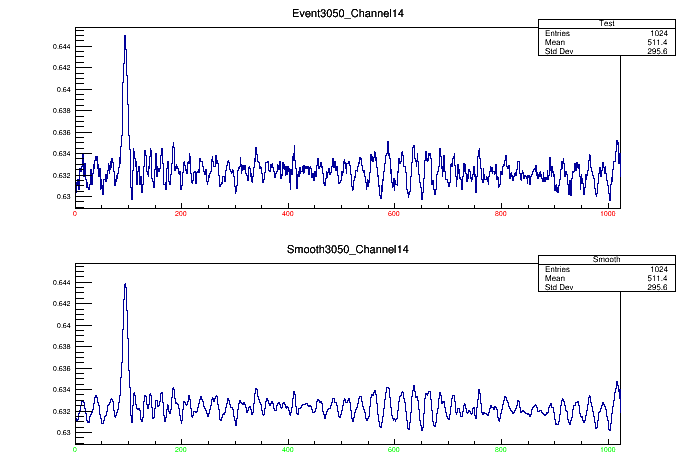 Event3050_Channel14
Test
Entries 1024
Mean 511.4
Std Dev 295.6
0.644
0.642
0.64
0.638
0.636
0.634
0.632
0.63
0 200 400 600 800 1000
Smooth3050_Channel14
Smooth
Entries 1024
Mean 511.4
Std Dev 295.6
0.644
0.642
0.64
0.638
0.636
0.634
0.632
0.63
0 200 400 600 800 1000